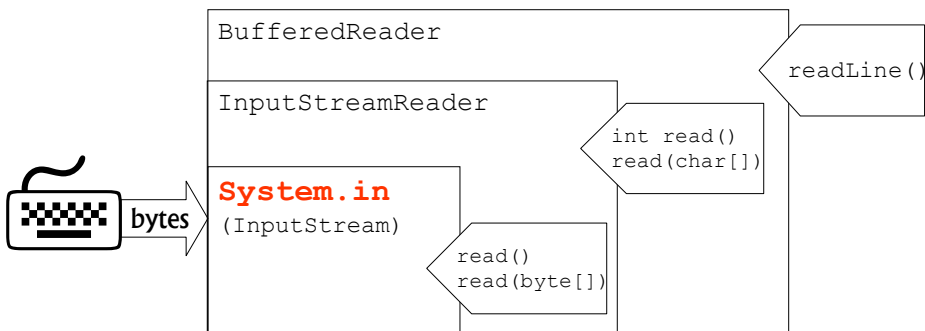 BufferedReader
readLine()
InputStreamReader
int read()
read(char[])
System.in
bytes
(InputStream)
read()
read(byte[])